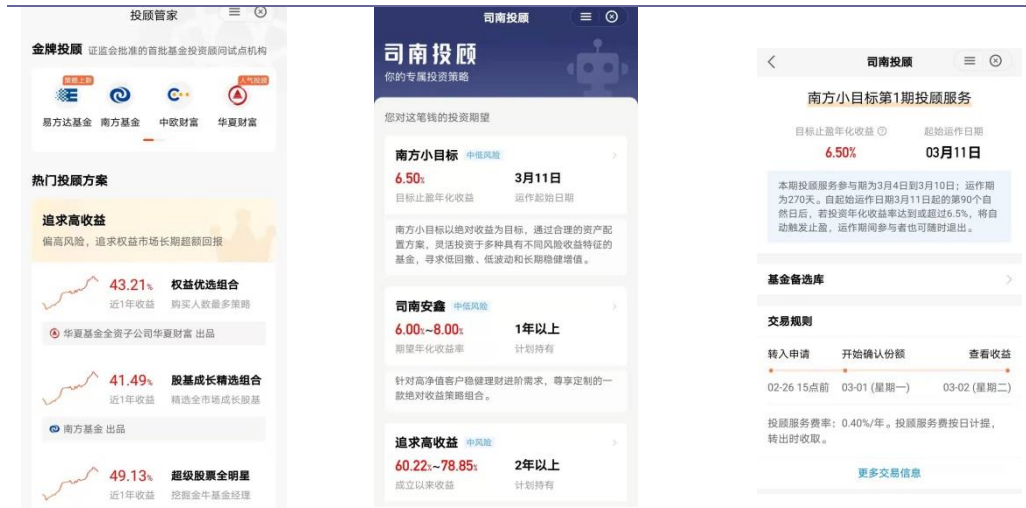 投顾管家
金牌投顾 证监会批准的首批基金投资顾问试点机构
策略上新
人气投顾
易方达基金 南方基金 中欧财富 华夏财富
热门投顾方案
追求高收益
偏高风险，追求权益市场长期超额回报
43.21% 权益优选组合
近1年收益 购买人数最多策略
华夏基金全资子公司华夏财富 出品
41.49% 股基成长精选组合
近1年收益 精选全市场成长股基
南方基金 出品
49.13% 超级股票全明星
近1年收益 挖掘金牛基金经理
司南投顾
司南投顾
你的专属投资策略
您对这笔钱的投资期望
南方小目标 中低风险
6.50% 3月11日
目标止盈年化收益 运作起始日期
南方小目标以绝对收益为目标，通过合理的资产配
置方案，灵活投资于多种具有不同风险收益特征的
基金，寻求低回撤、低波动和长期稳健增值。
司南安鑫 中低风险
6.00%~8.00% 1年以上
期望年化收益率 计划持有
针对高净值客户稳健理财进阶需求，尊享定制的一
款绝对收益策略组合。
追求高收益 中风险
60.22%~78.85% 2年以上
成立以来收益 计划持有
司南投顾
南方小目标第1期投顾服务
目标止盈年化收益 起始运作日期
6.50% 03月11日
本期投顾服务参与期为3月4日到3月10日；运作期
为270天。自起始运作日期3月11日起的第90个自
然日后，若投资年化收益率达到或超过6.5%，将自
动触发止盈，运作期间参与者也可随时退出。
基金备选库
交易规则
转入申请 开始确认份额 查看收益
02-26 15点前 03-01 (星期一) 03-02 (星期二)
投顾服务费率：0.40%/年。投顾服务费按日计提，
转出时收取。
更多交易信息